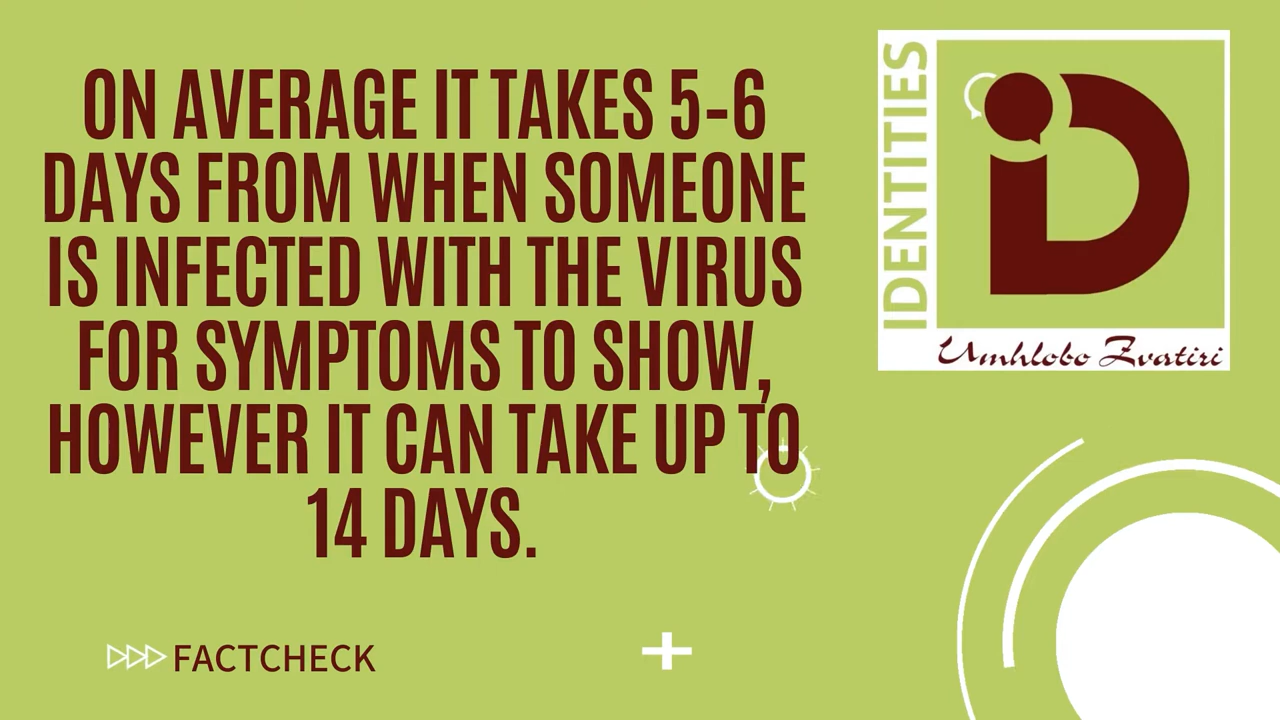 ON AVERAGE IT TAKES 5-6
DAYS FROM WHEN SOMEONE
IS INFECTED WITH THE VIRUS
FOR SYMPTOMS TO SHOW,
HOWEVER IT CAN TAKE UP TO
14 DAYS.
FACTCHECK
IDENTITIES
iD
Umhlobo Zvatiri